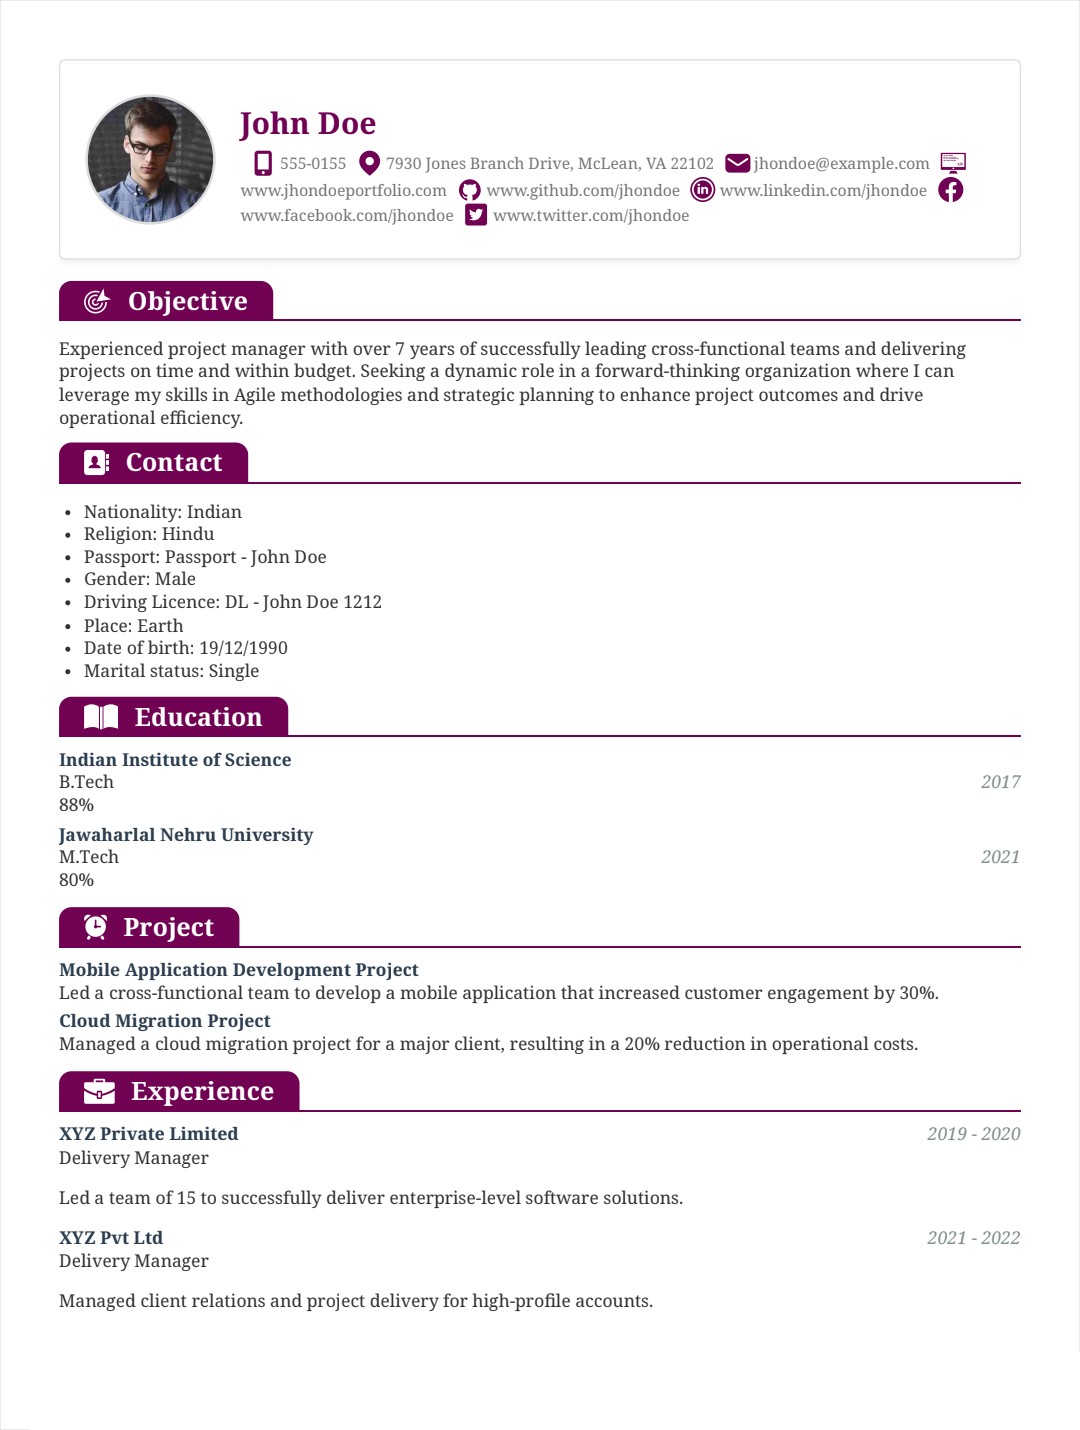 John Doe
555-0155 7930 Jones Branch Drive, McLean, VA 22102 jhondoe@example.com
www.jhondoeportfolio.com www.github.com/jhondoe www.linkedin.com/jhondoe
www.facebook.com/jhondoe www.twitter.com/jhondoe
Objective
Experienced project manager with over 7 years of successfully leading cross-functional teams and delivering
projects on time and within budget. Seeking a dynamic role in a forward-thinking organization where I can
leverage my skills in Agile methodologies and strategic planning to enhance project outcomes and drive
operational efficiency.
Contact
• Nationality: Indian
• Religion: Hindu
• Passport: Passport - John Doe
• Gender: Male
• Driving Licence: DL - John Doe 1212
• Place: Earth
• Date of birth: 19/12/1990
• Marital status: Single
Education
Indian Institute of Science
B.Tech 2017
88%
Jawaharlal Nehru University
M.Tech 2021
80%
Project
Mobile Application Development Project
Led a cross-functional team to develop a mobile application that increased customer engagement by 30%.
Cloud Migration Project
Managed a cloud migration project for a major client, resulting in a 20% reduction in operational costs.
Experience
XYZ Private Limited 2019 - 2020
Delivery Manager
Led a team of 15 to successfully deliver enterprise-level software solutions.
XYZ Pvt Ltd 2021 - 2022
Delivery Manager
Managed client relations and project delivery for high-profile accounts.